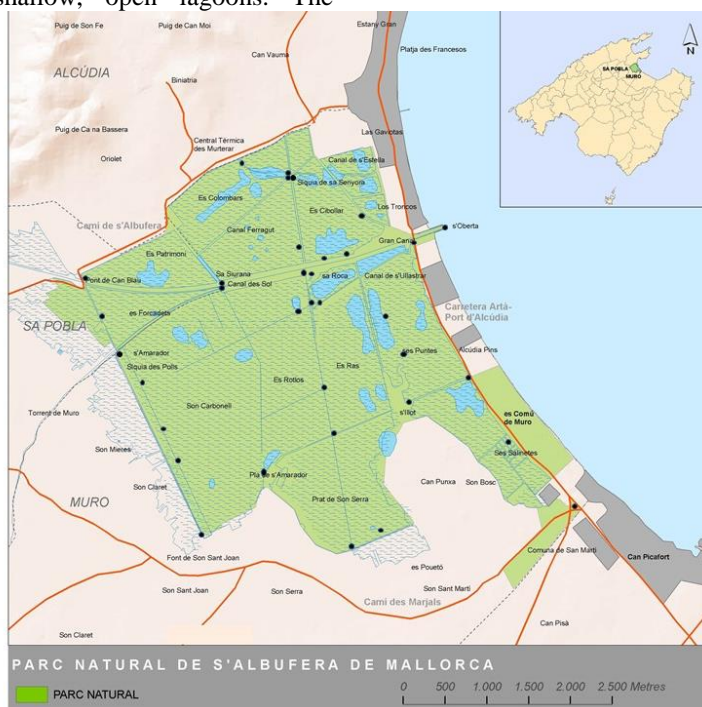 shallow, open lagoons. The
Puig de Son Fe
Puig de Can Moi
Estany Gran
Can Vauma
Platja des Francesos
ALCÚDIA
Biniatria
SA POBLA
MURO
N
Puig de Ca na Bassera
Central Térmica
des Murterar
Las Gaviotas
Oriolet
Canal de s'Estella
Siquia de sa Senyora
Es Colombars
Los Troncos
Es Cibollar
Camí de s'Albufera
Canal Ferragut
s'Oberta
Gran Canal
Es Patrimoni
Sa Siurana
sa Roca
Canal de s'Ullastrar
Pont de Can Blau
Canal des Sol
es Forcadets
Carretera Artà-
Port d'Alcúdia
SA POBLA
s'Amarador
ses Puntes
Alcúdia Pins
Siquia des Polls
Es Ras
Es Rotlos
Son Carbonell
Torrent de Muro
s'Illot
es Comú
de Muro
Son Mieres
Ses Salinetes
Son Claret
Pla de s'Amarador
Can Punxa
Son Bosc
MURO
Prat de Son Serra
Font de Son Sant Joan
Comuna de San Martí
Can Picafort
es Pouetó
Son Sant Joan
Son Serra
Son Sant Martí
Camí des Marjals
Can Pisà
Son Claret
PARC NATURAL DE S'ALBUFERA DE MALLORCA
PARC NATURAL
0 500 1.000 1.500 2.000 2.500 Metres